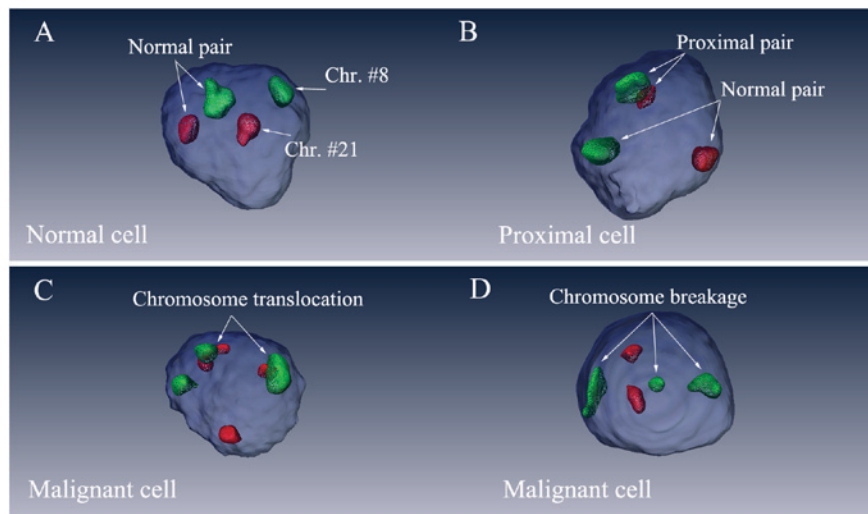 A
Normal pair
Chr. #8
Chr. #21
Normal cell
B
Proximal pair
Normal pair
Proximal cell
C
Chromosome translocation
Malignant cell
D
Chromosome breakage
Malignant cell